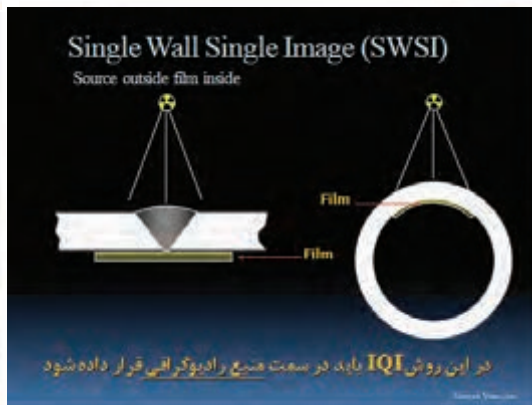 Single Wall Single Image (SWSI)
Source outside film inside
Film
Film
در این روش IQI باید در سمت منبع رادیوگرافی قرار داده شود